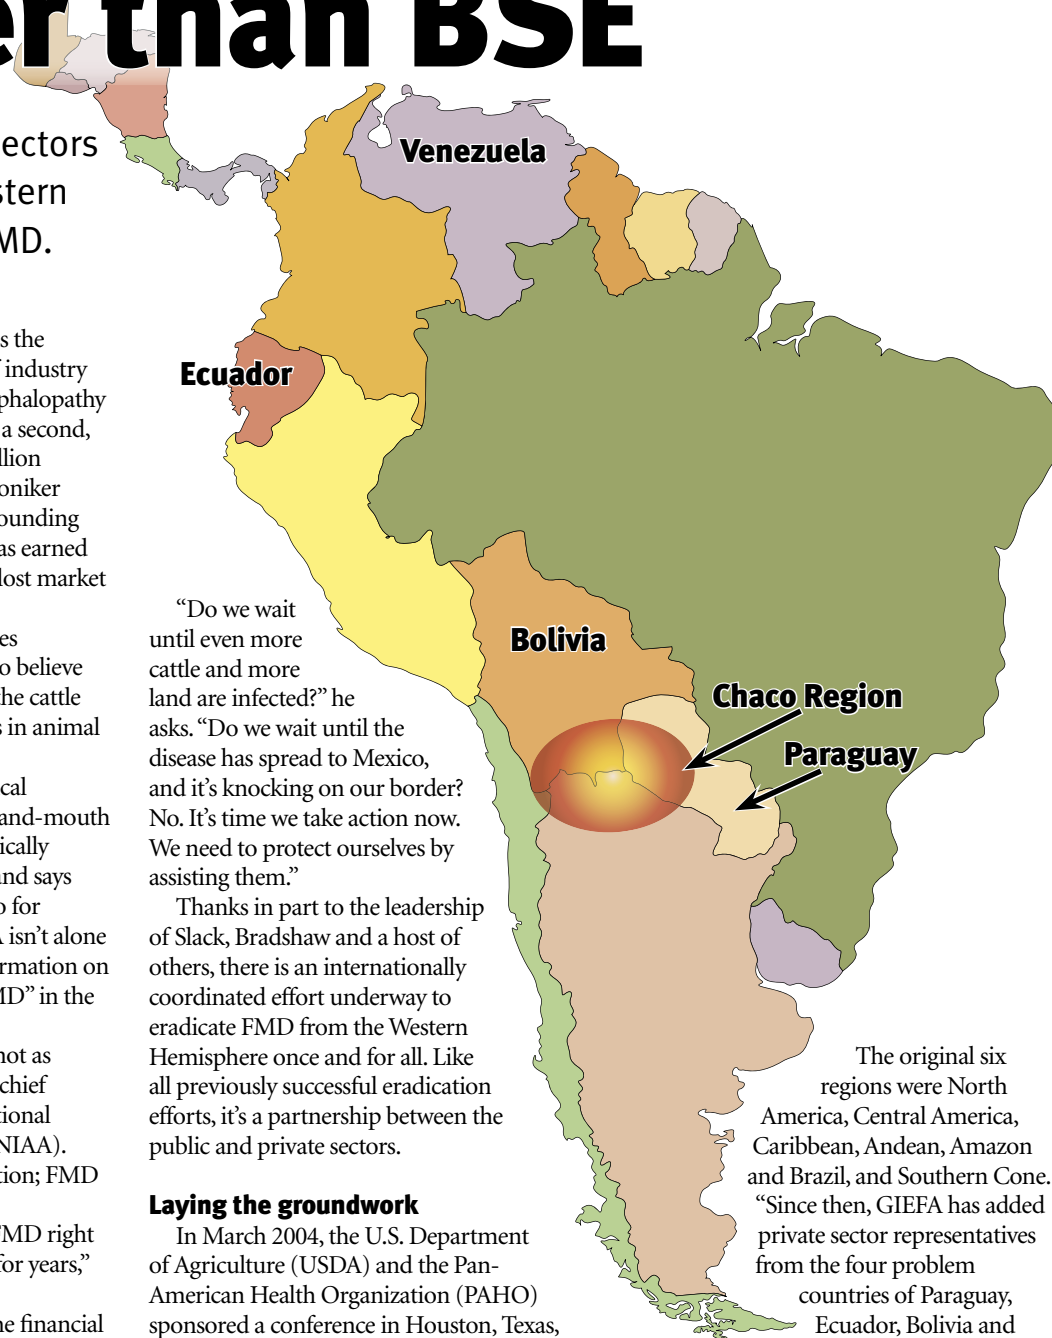 er than BSE
ectors
stern
MD.
s the
industry
phalopathy
a second,
llion
oniker
ounding
as earned
lost market
es
o believe
the cattle
s in animal
cal
and-mouth
ically
and says
o for
A isn’t alone
rmation on
MD” in the
not as
chief
tional
NIAA).
tion; FMD
FMD right
for years,”
ne financial
“Do we wait
until even more
cattle and more
land are infected?” he
asks. “Do we wait until the
disease has spread to Mexico,
and it’s knocking on our border?
No. It’s time we take action now.
We need to protect ourselves by
assisting them.”
Thanks in part to the leadership
of Slack, Bradshaw and a host of
others, there is an internationally
coordinated effort underway to
eradicate FMD from the Western
Hemisphere once and for all. Like
all previously successful eradication
efforts, it’s a partnership between the
public and private sectors.
Laying the groundwork
In March 2004, the U.S. Department
of Agriculture (USDA) and the Pan-
American Health Organization (PAHO)
sponsored a conference in Houston, Texas,
Venezuela
Ecuador
Bolivia
Chaco Region
Paraguay
The original six
regions were North
America, Central America,
Caribbean, Andean, Amazon
and Brazil, and Southern Cone.
“Since then, GIEFA has added
private sector representatives
from the four problem
countries of Paraguay,
Ecuador, Bolivia and